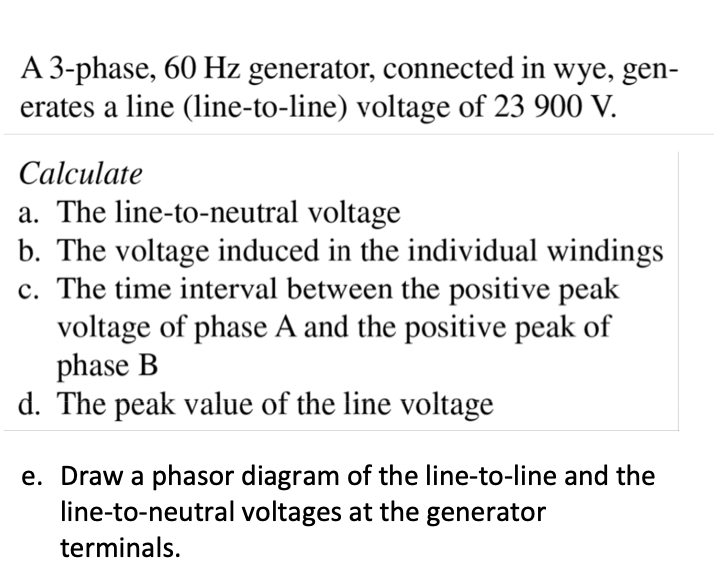 A 3-phase, 60 Hz generator, connected in wye, gen-
erates a line (line-to-line) voltage of 23 900 V.
Calculate
a. The line-to-neutral voltage
b. The voltage induced in the individual windings
c. The time interval between the positive peak
voltage of phase A and the positive peak of
phase B
d. The peak value of the line voltage
e. Draw a phasor diagram of the line-to-line and the
line-to-neutral voltages at the generator
terminals.